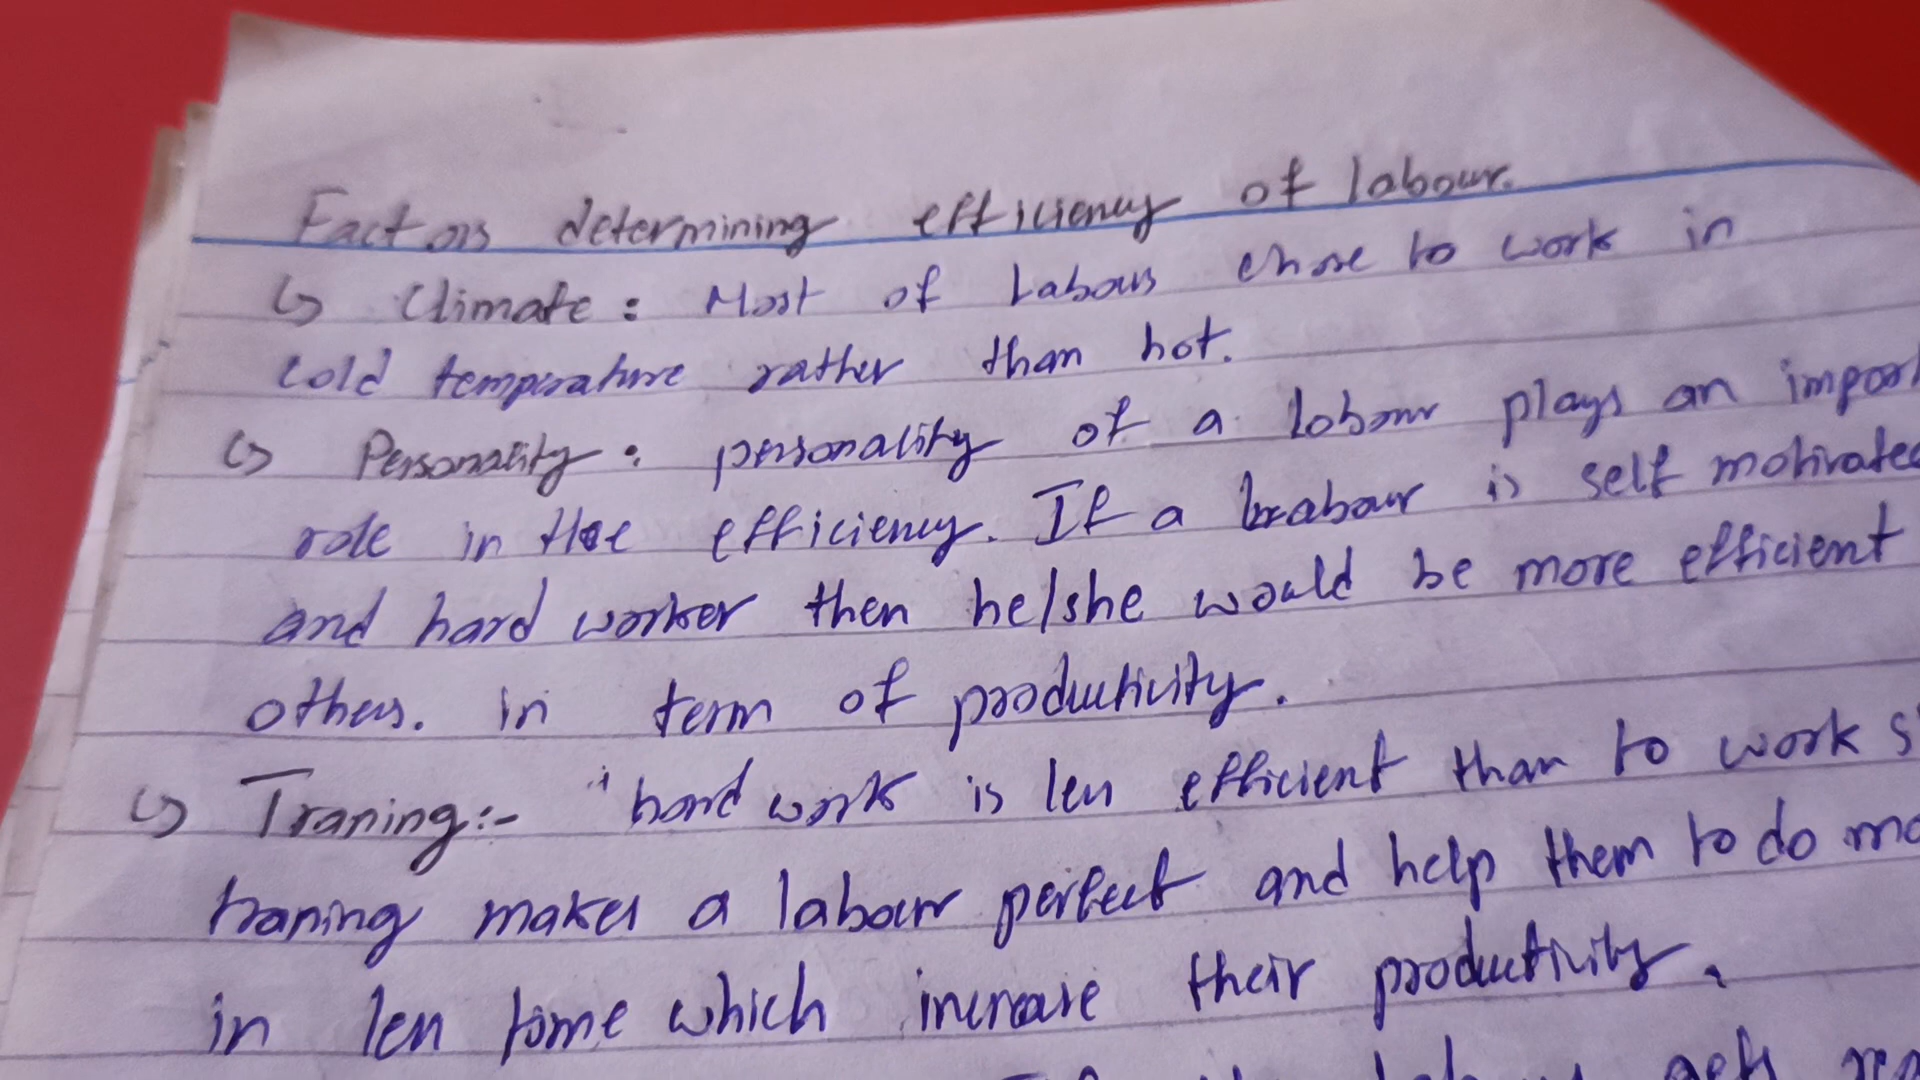 Factors determining efficiency of labour.
↳ Climate : Most of Labours chose to work in
cold temperature rather than hot.
↳ Personality : personality of a labour plays an import
role in the efficiency. If a labour is self motivated
and hard worker then he/she would be more efficient
others. in term of productivity.
↳ Traning :- "hard work is less efficient than to work s
traning makes a labour perfect and help them to do mo
in less time which increase their productivity.